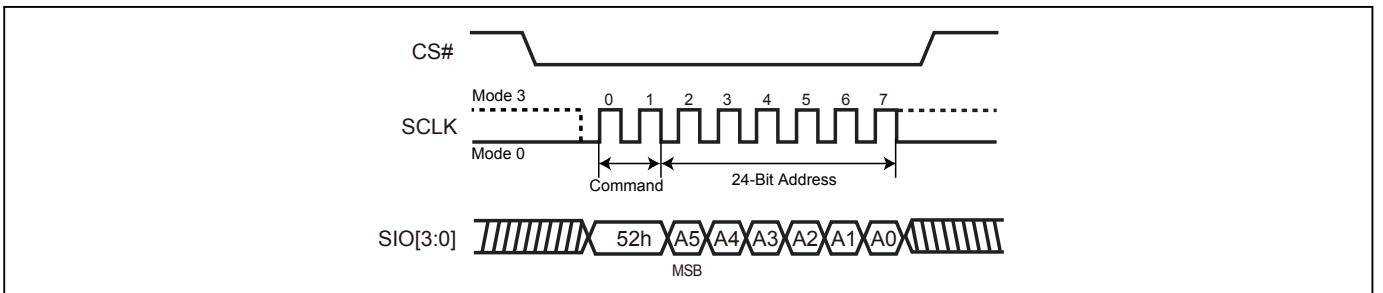 CS#
Mode 3
0 1 2 3 4 5 6 7
SCLK
Mode 0
Command
24-Bit Address
SIO[3:0]
52h A5 A4 A3 A2 A1 A0
MSB